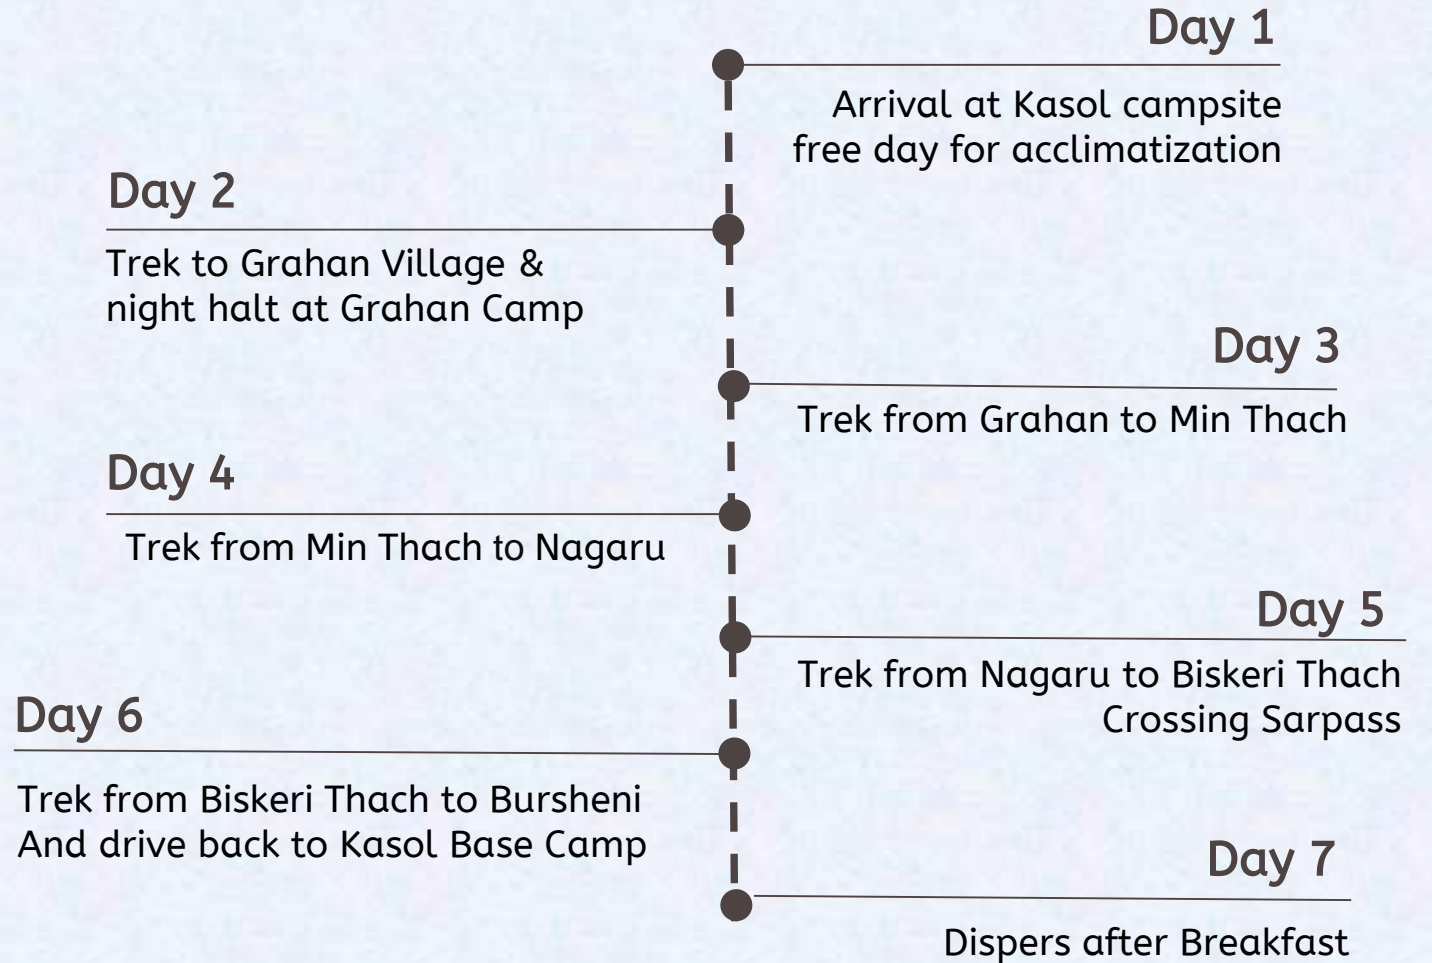 Day 1
Arrival at Kasol campsite
free day for acclimatization
Day 2
Trek to Grahan Village &
night halt at Grahan Camp
Day 3
Trek from Grahan to Min Thach
Day 4
Trek from Min Thach to Nagaru
Day 5
Trek from Nagaru to Biskeri Thach
Crossing Sarpass
Day 6
Trek from Biskeri Thach to Bursheni
And drive back to Kasol Base Camp
Day 7
Dispers after Breakfast